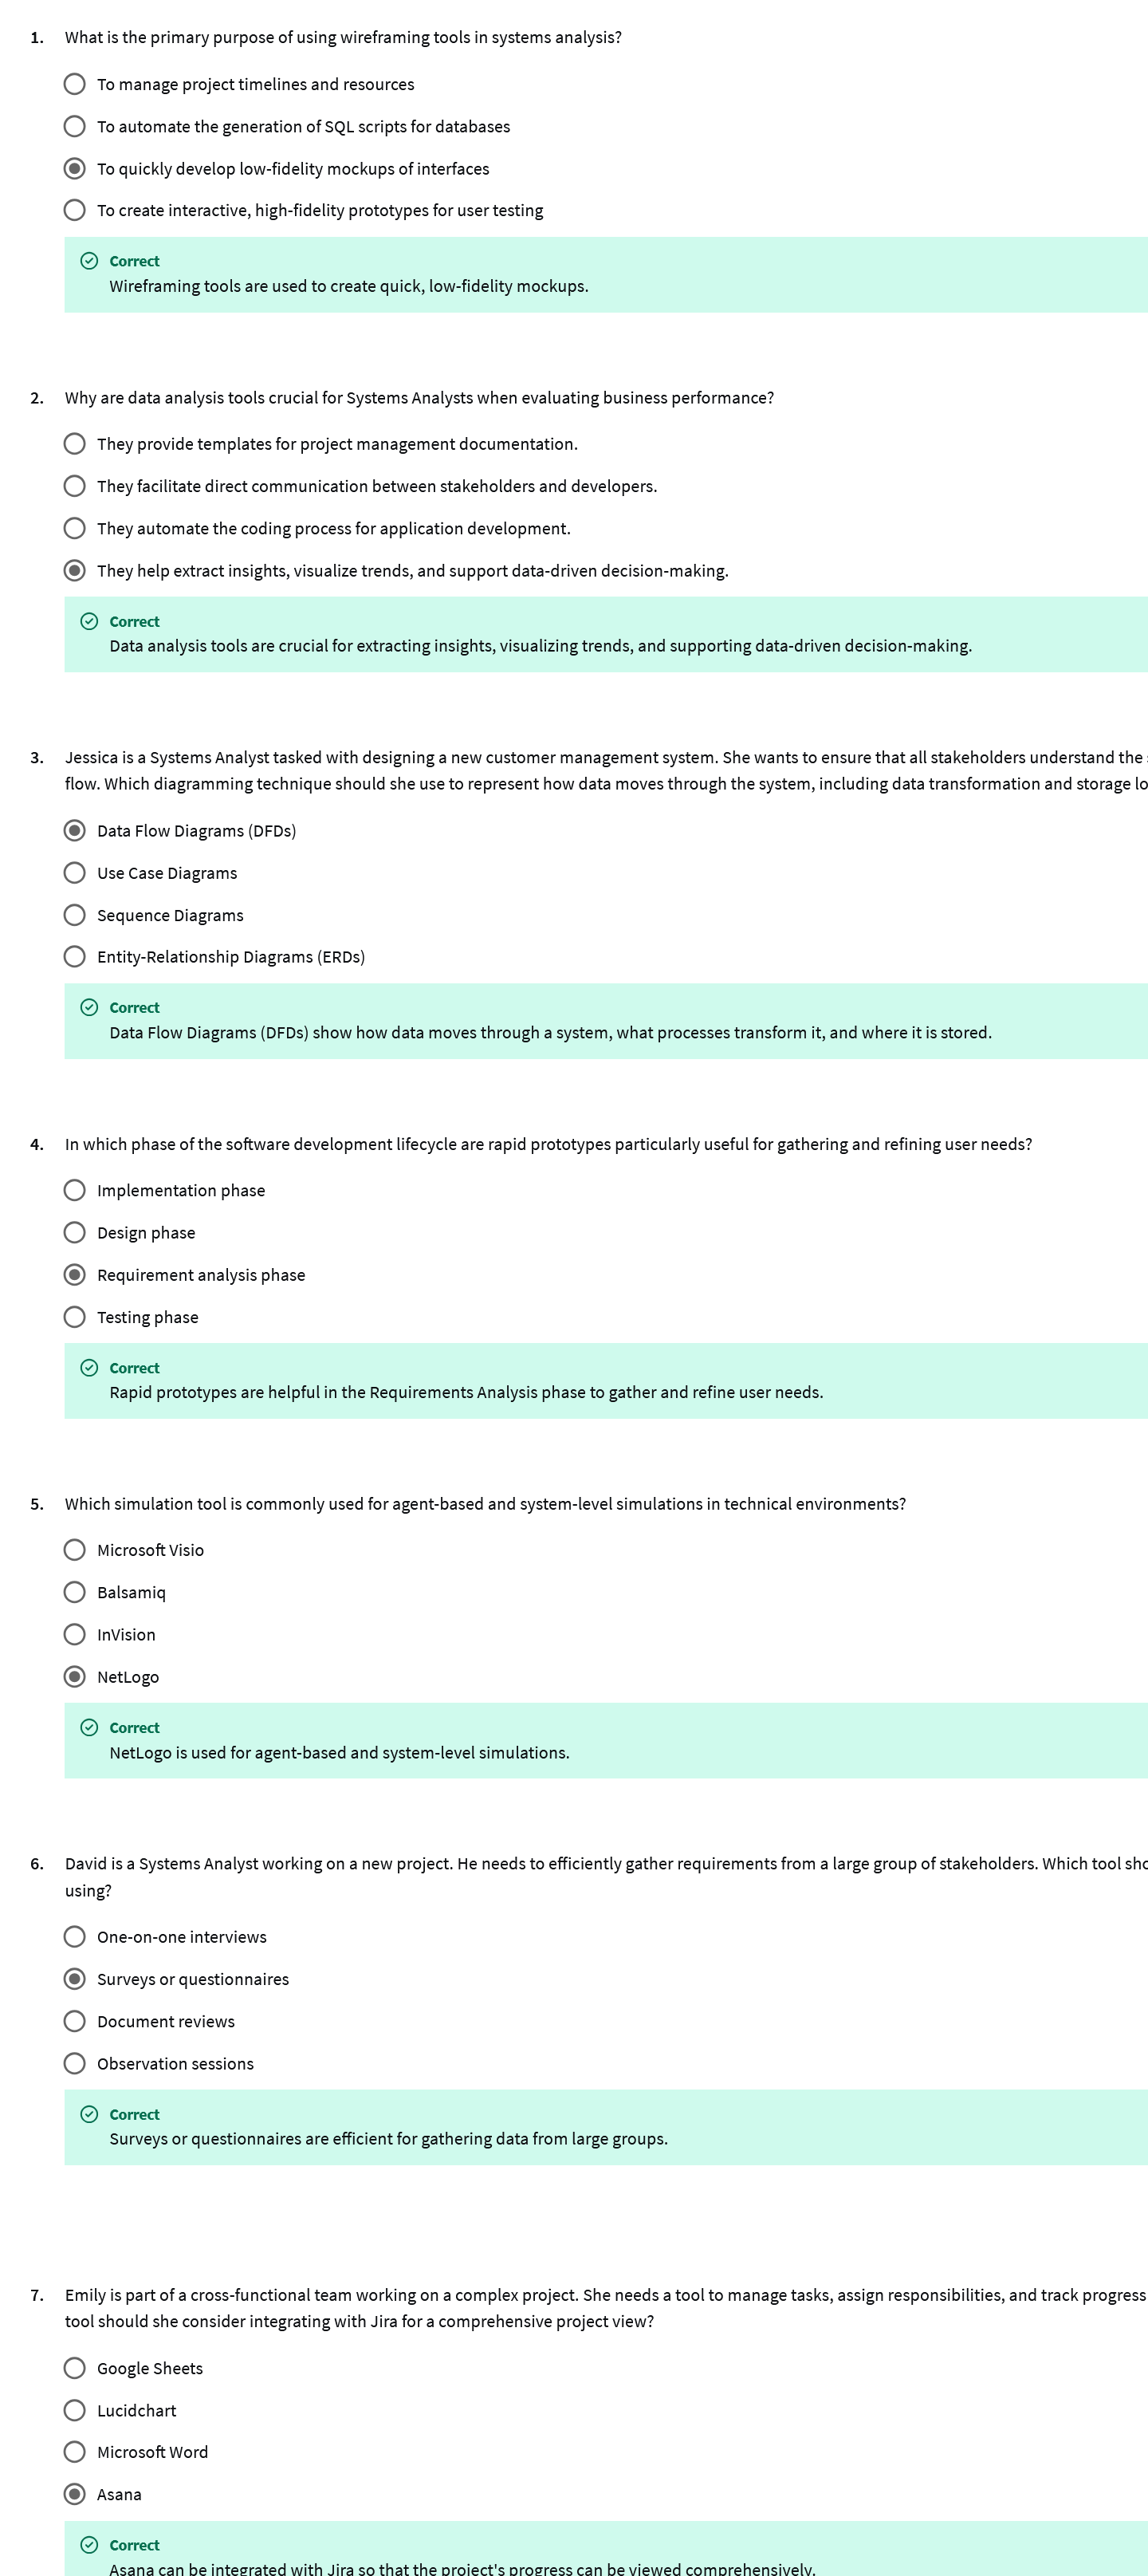 1. What is the primary purpose of using wireframing tools in systems analysis?
To manage project timelines and resources
To automate the generation of SQL scripts for databases
To quickly develop low-fidelity mockups of interfaces
To create interactive, high-fidelity prototypes for user testing
Correct
Wireframing tools are used to create quick, low-fidelity mockups.
2. Why are data analysis tools crucial for Systems Analysts when evaluating business performance?
They provide templates for project management documentation.
They facilitate direct communication between stakeholders and developers.
They automate the coding process for application development.
They help extract insights, visualize trends, and support data-driven decision-making.
Correct
Data analysis tools are crucial for extracting insights, visualizing trends, and supporting data-driven decision-making.
3. Jessica is a Systems Analyst tasked with designing a new customer management system. She wants to ensure that all stakeholders understand the
flow. Which diagramming technique should she use to represent how data moves through the system, including data transformation and storage
Data Flow Diagrams (DFDs)
Use Case Diagrams
Sequence Diagrams
Entity-Relationship Diagrams (ERDs)
Correct
Data Flow Diagrams (DFDs) show how data moves through a system, what processes transform it, and where it is stored.
4. In which phase of the software development lifecycle are rapid prototypes particularly useful for gathering and refining user needs?
Implementation phase
Design phase
Requirement analysis phase
Testing phase
Correct
Rapid prototypes are helpful in the Requirements Analysis phase to gather and refine user needs.
5. Which simulation tool is commonly used for agent-based and system-level simulations in technical environments?
Microsoft Visio
Balsamiq
InVision
NetLogo
Correct
NetLogo is used for agent-based and system-level simulations.
6. David is a Systems Analyst working on a new project. He needs to efficiently gather requirements from a large group of stakeholders. Which tool
using?
One-on-one interviews
Surveys or questionnaires
Document reviews
Observation sessions
Correct
Surveys or questionnaires are efficient for gathering data from large groups.
7. Emily is part of a cross-functional team working on a complex project. She needs a tool to manage tasks, assign responsibilities, and track progress
tool should she consider integrating with Jira for a comprehensive project view?
Google Sheets
Lucidchart
Microsoft Word
Asana
Correct
Asana can be integrated with Jira so that the project's progress can be viewed comprehensively.